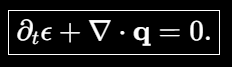 ∂ₜϵ + ∇ · 𝐪 = 0.